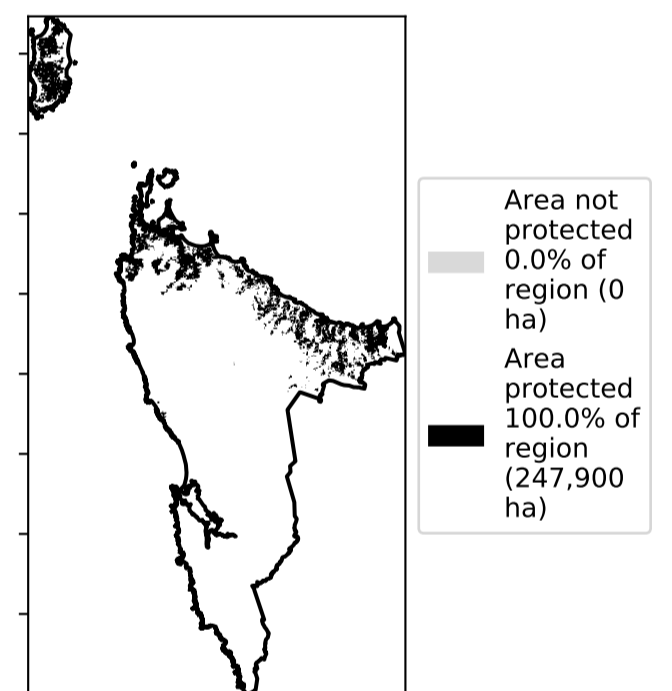 Area not
protected
0.0% of
region (0
ha)
Area
protected
100.0% of
region
(247,900
ha)